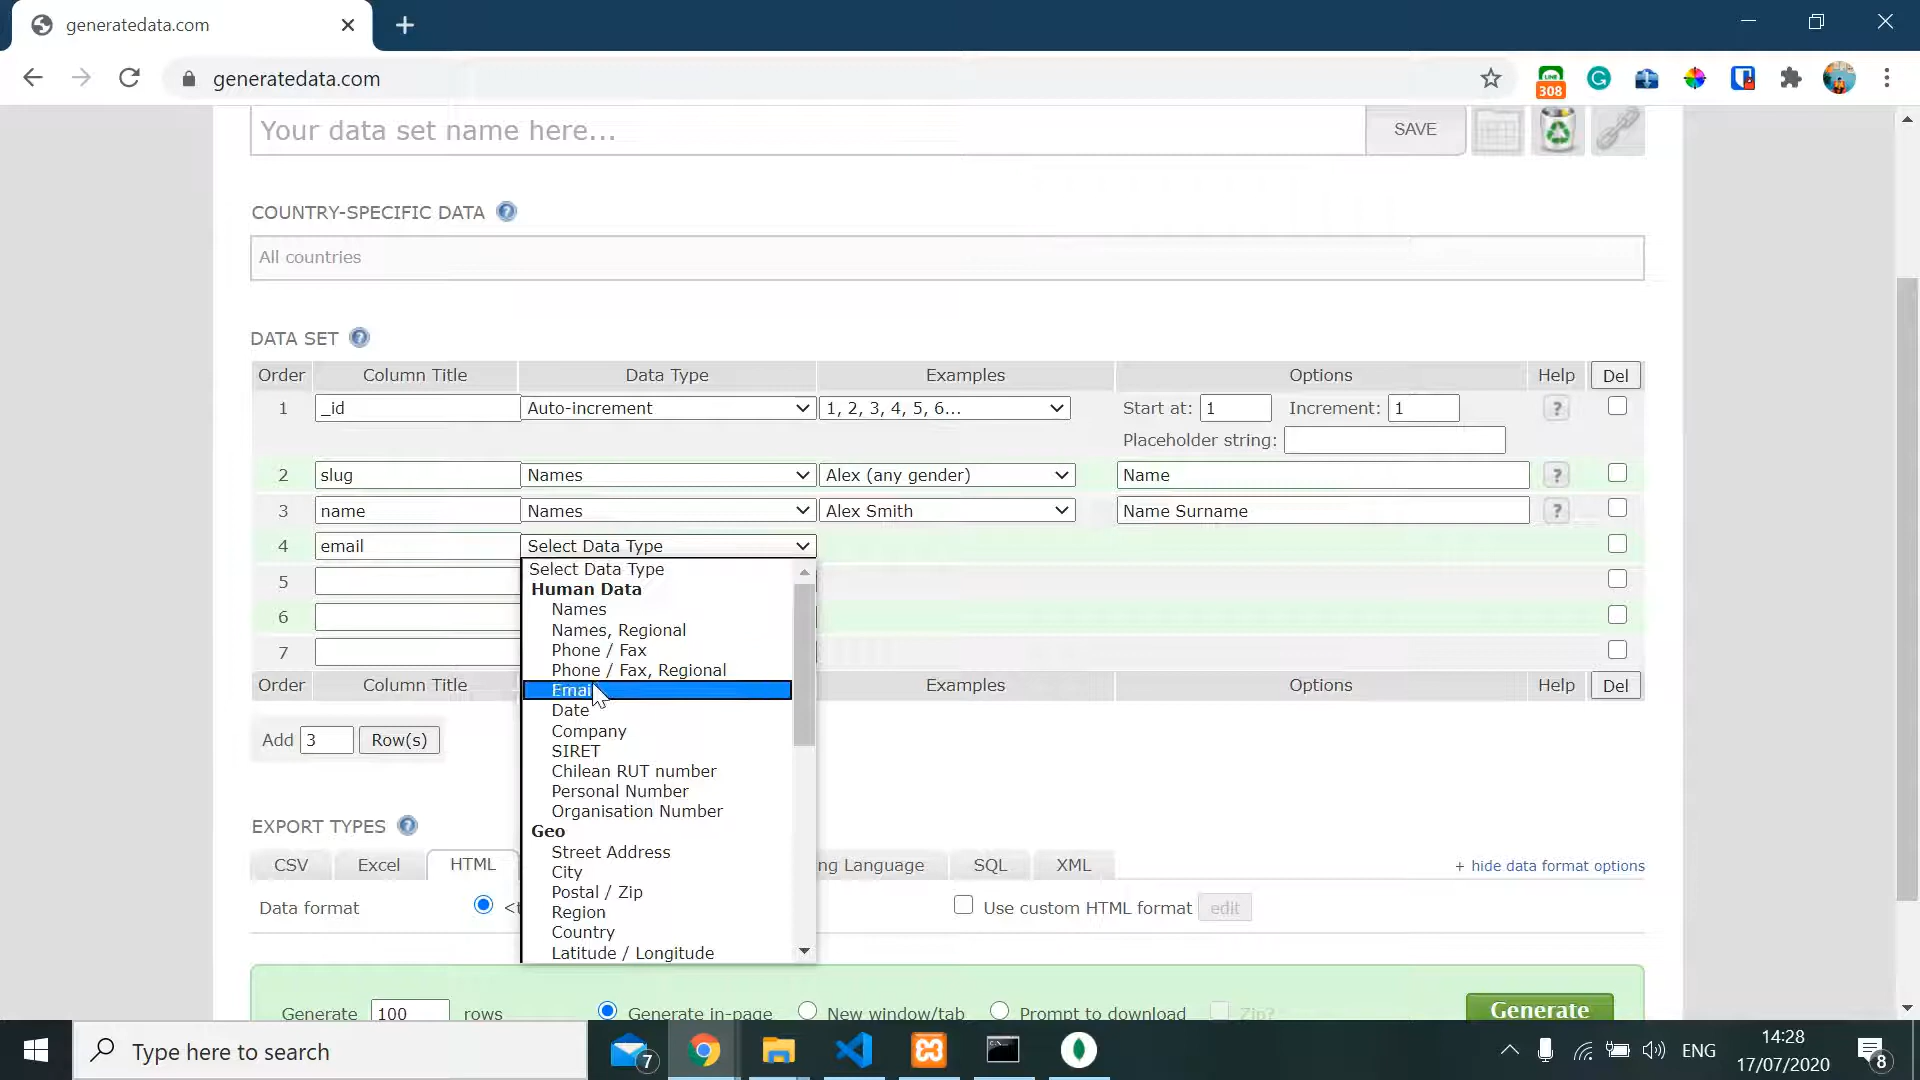 generatedata.com
generatedata.com
308
Your data set name here...
SAVE
COUNTRY-SPECIFIC DATA
All countries
DATA SET
Order Column Title Data Type Examples Options Help Del
1 _id Auto-increment 1, 2, 3, 4, 5, 6... Start at: 1 Increment: 1
Placeholder string:
2 slug Names Alex (any gender) Name ?
3 name Names Alex Smith Name Surname ?
4 email Select Data Type
Select Data Type
Human Data
5
Names
6
Names, Regional
7
Phone / Fax
Phone / Fax, Regional
Order Column Title Examples Options Help Del
Email
Date
Company
Add 3 Row(s)
SIRET
Chilean RUT number
Personal Number
Organisation Number
EXPORT TYPES
Geo
Street Address
CSV Excel HTML ng Language SQL XML + hide data format options
City
Postal / Zip
Data format <t Use custom HTML format edit
Region
Country
Latitude / Longitude
Generate 100 rows Generate in-page New window/tab Prompt to download Zip? Generate
Type here to search
7
ENG
14:28
17/07/2020
8